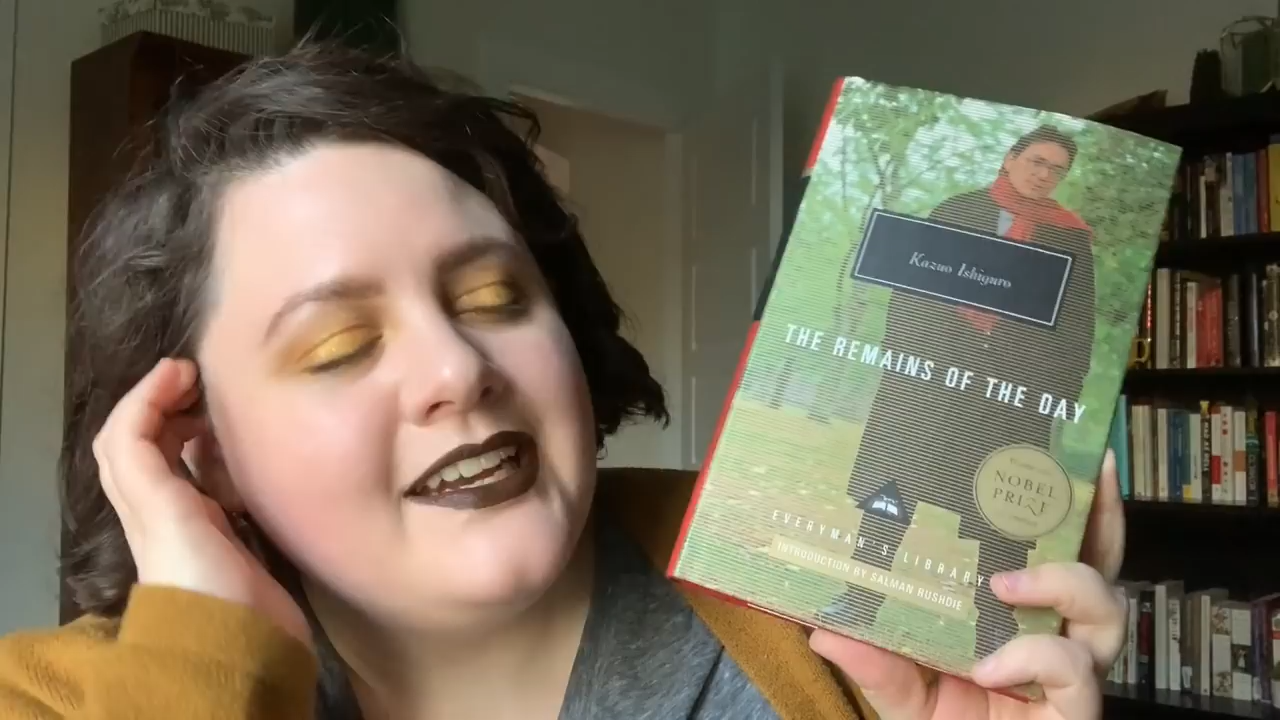 Kazuo Ishiguro
THE REMAINS OF THE DAY
NOBEL
PRIZE
EVERYMAN'S LIBRARY
INTRODUCTION BY SALMAN RUSHDIE